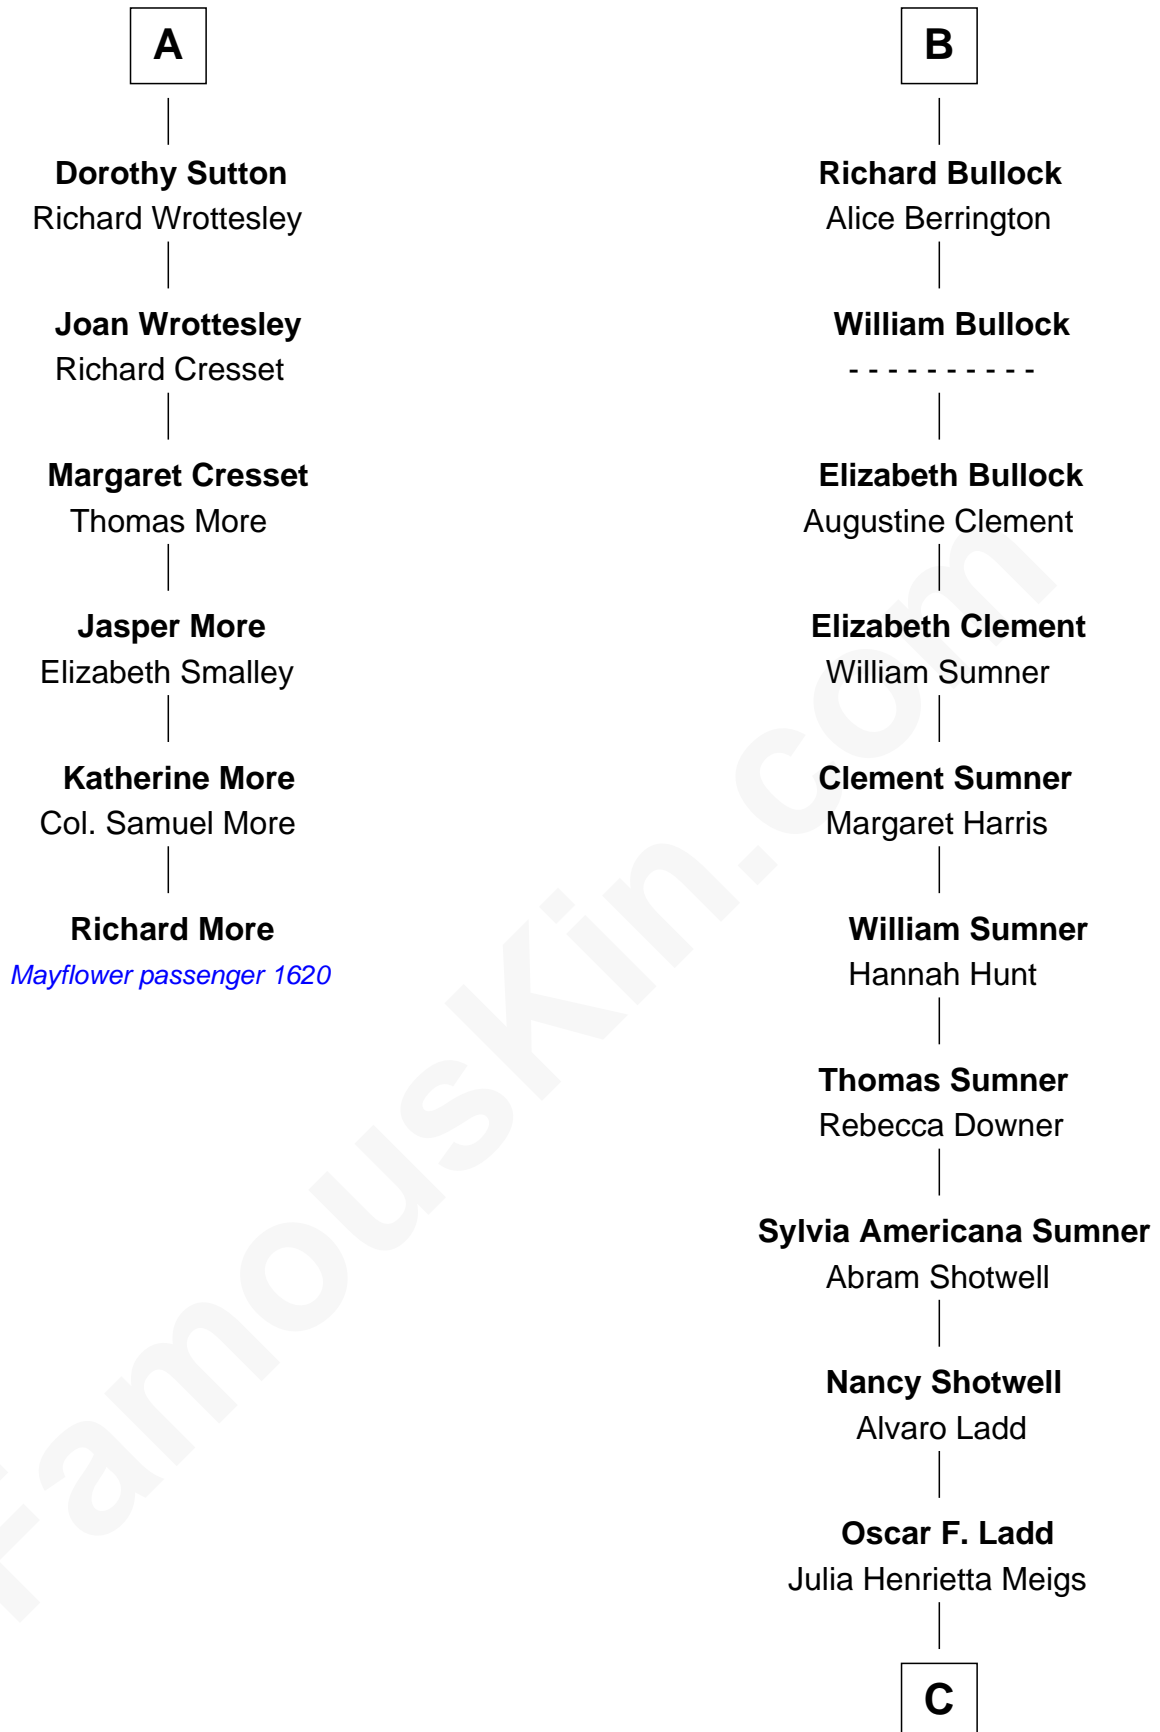 A
Dorothy Sutton
Richard Wrottesley
Joan Wrottesley
Richard Cresset
Margaret Cresset
Thomas More
Jasper More
Elizabeth Smalley
Katherine More
Col. Samuel More
Richard More
Mayflower passenger 1620
B
Richard Bullock
Alice Berrington
William Bullock
- - - - - - - - - -
Elizabeth Bullock
Augustine Clement
Elizabeth Clement
William Sumner
Clement Sumner
Margaret Harris
William Sumner
Hannah Hunt
Thomas Sumner
Rebecca Downer
Sylvia Americana Sumner
Abram Shotwell
Nancy Shotwell
Alvaro Ladd
Oscar F. Ladd
Julia Henrietta Meigs
C
FamousKin.com